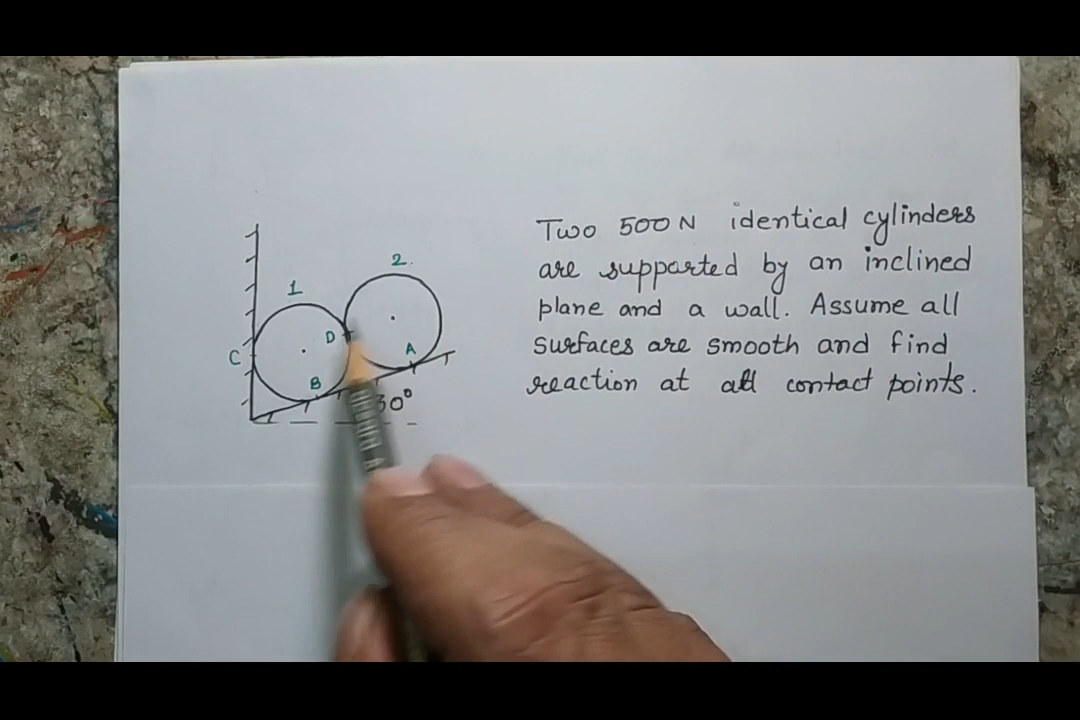 Two 500N identical cylinders
are supported by an inclined
plane and a wall. Assume all
surfaces are smooth and find
reaction at all contact points.
1
2.
D
C
A
B
30°